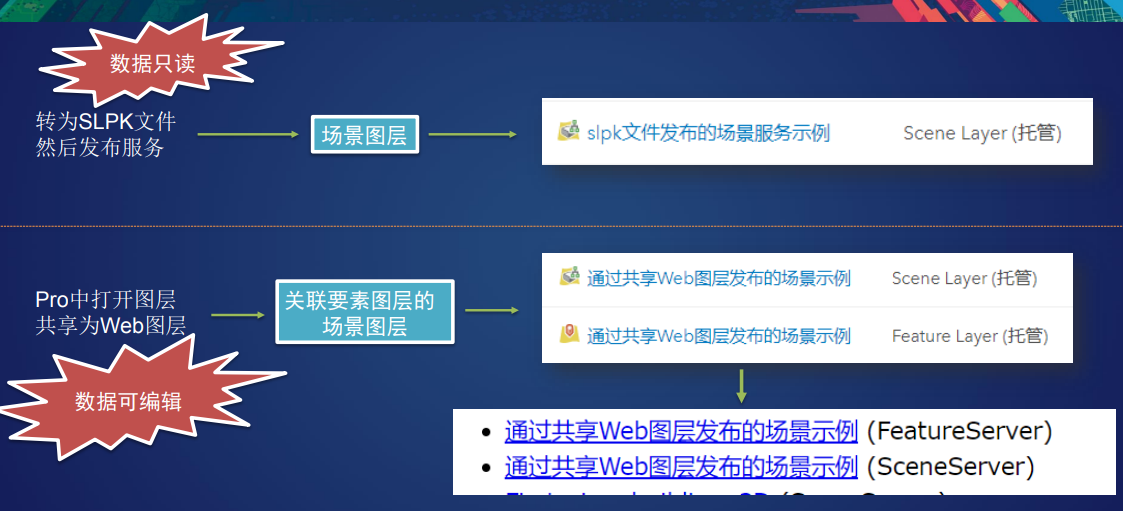 数据只读
转为SLPK文件
然后发布服务
场景图层
slpk文件发布的场景服务示例 Scene Layer (托管)
Pro中打开图层
共享为Web图层
关联要素图层的
场景图层
通过共享Web图层发布的场景示例 Scene Layer (托管)
通过共享Web图层发布的场景示例 Feature Layer (托管)
数据可编辑
• 通过共享Web图层发布的场景示例 (FeatureServer)
• 通过共享Web图层发布的场景示例 (SceneServer)